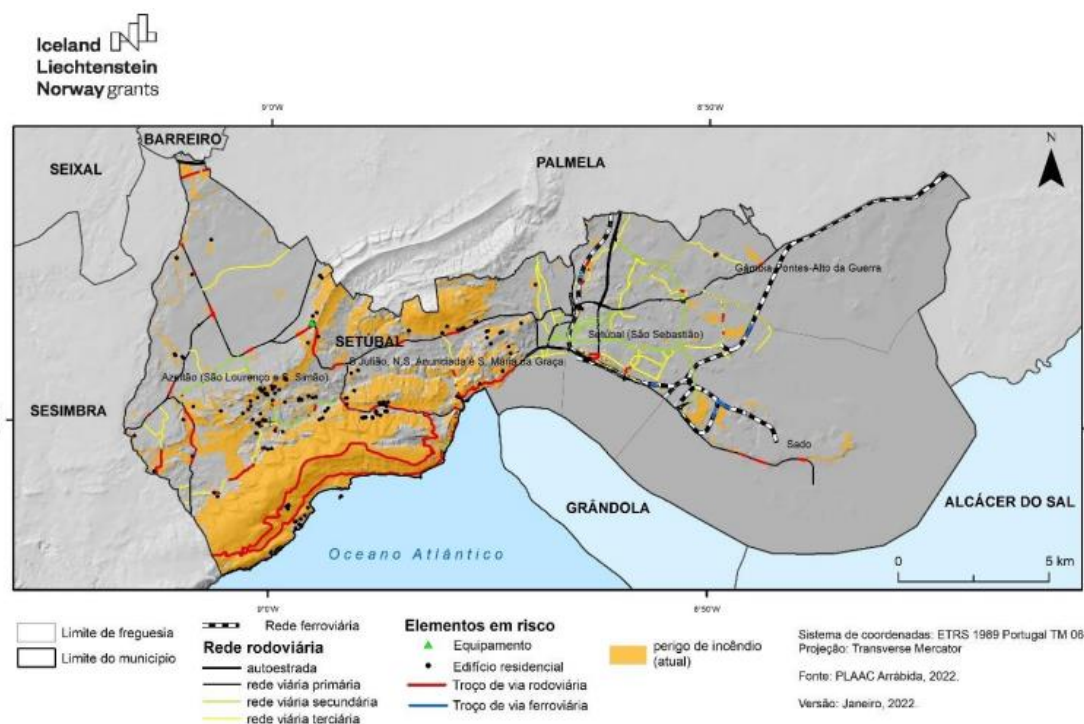 Iceland
Liechtenstein
Norway grants
9°0'W
8°50'W
BARREIRO
SEIXAL
PALMELA
N
Gâmbia Pontes-Alto da Guerra
SETÚBAL
Setúbal (São Sebastião)
S.Julião, N.S. Anunciada e S. Maria da Graça
Azeitão (São Lourenço e S. Simão)
SESIMBRA
Sado
GRÂNDOLA
ALCÁCER DO SAL
Oceano Atlântico
0 5 km
9°0'W
8°50'W
Limite de freguesia
Limite do município
Rede ferroviária
Rede rodoviária
autoestrada
rede viária primária
rede viária secundária
rede viária terciária
Elementos em risco
Equipamento
Edifício residencial
Troço de via rodoviária
Troço de via ferroviária
perigo de incêndio
(atual)
Sistema de coordenadas: ETRS 1989 Portugal TM 06
Projeção: Transverse Mercator
Fonte: PLAAC Arrábida, 2022.
Versão: Janeiro, 2022.